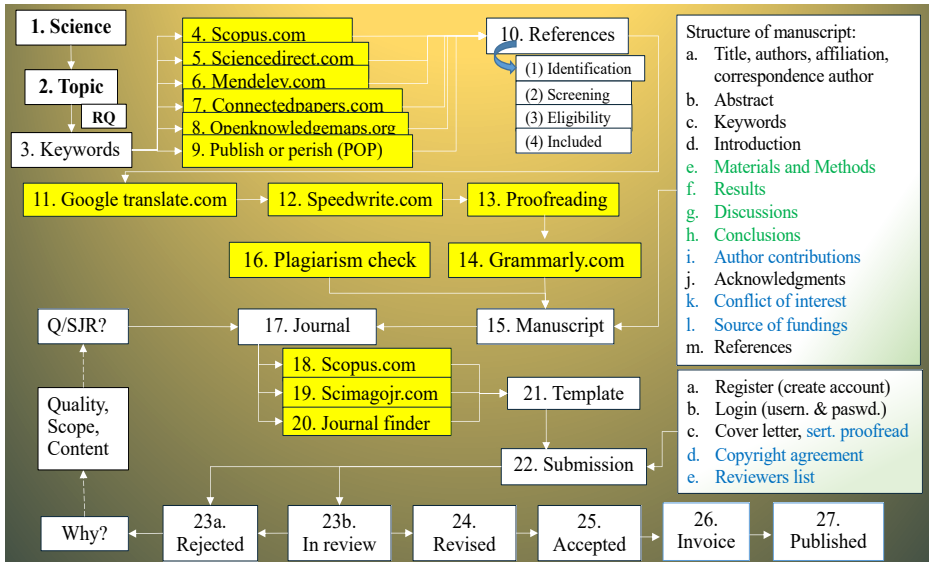 1. Science
2. Topic
RQ
3. Keywords
4. Scopus.com
5. Sciencedirect.com
6. Mendelev.com
7. Connectedpapers.com
8. Openknowledgemaps.org
9. Publish or perish (POP)
10. References
(1) Identification
(2) Screening
(3) Eligibility
(4) Included
11. Google translate.com
12. Speedwrite.com
13. Proofreading
16. Plagiarism check
14. Grammarly.com
Q/SJR?
17. Journal
15. Manuscript
18. Scopus.com
19. Scimagojr.com
20. Journal finder
21. Template
Quality,
Scope,
Content
22. Submission
Why?
23a.
Rejected
23b.
In review
24.
Revised
25.
Accepted
26.
Invoice
27.
Published
Structure of manuscript:
a. Title, authors, affiliation,
correspondence author
b. Abstract
c. Keywords
d. Introduction
e. Materials and Methods
f. Results
g. Discussions
h. Conclusions
i. Author contributions
j. Acknowledgments
k. Conflict of interest
l. Source of fundings
m. References
a. Register (create account)
b. Login (usern. & paswd.)
c. Cover letter, sert. proofread
d. Copyright agreement
e. Reviewers list